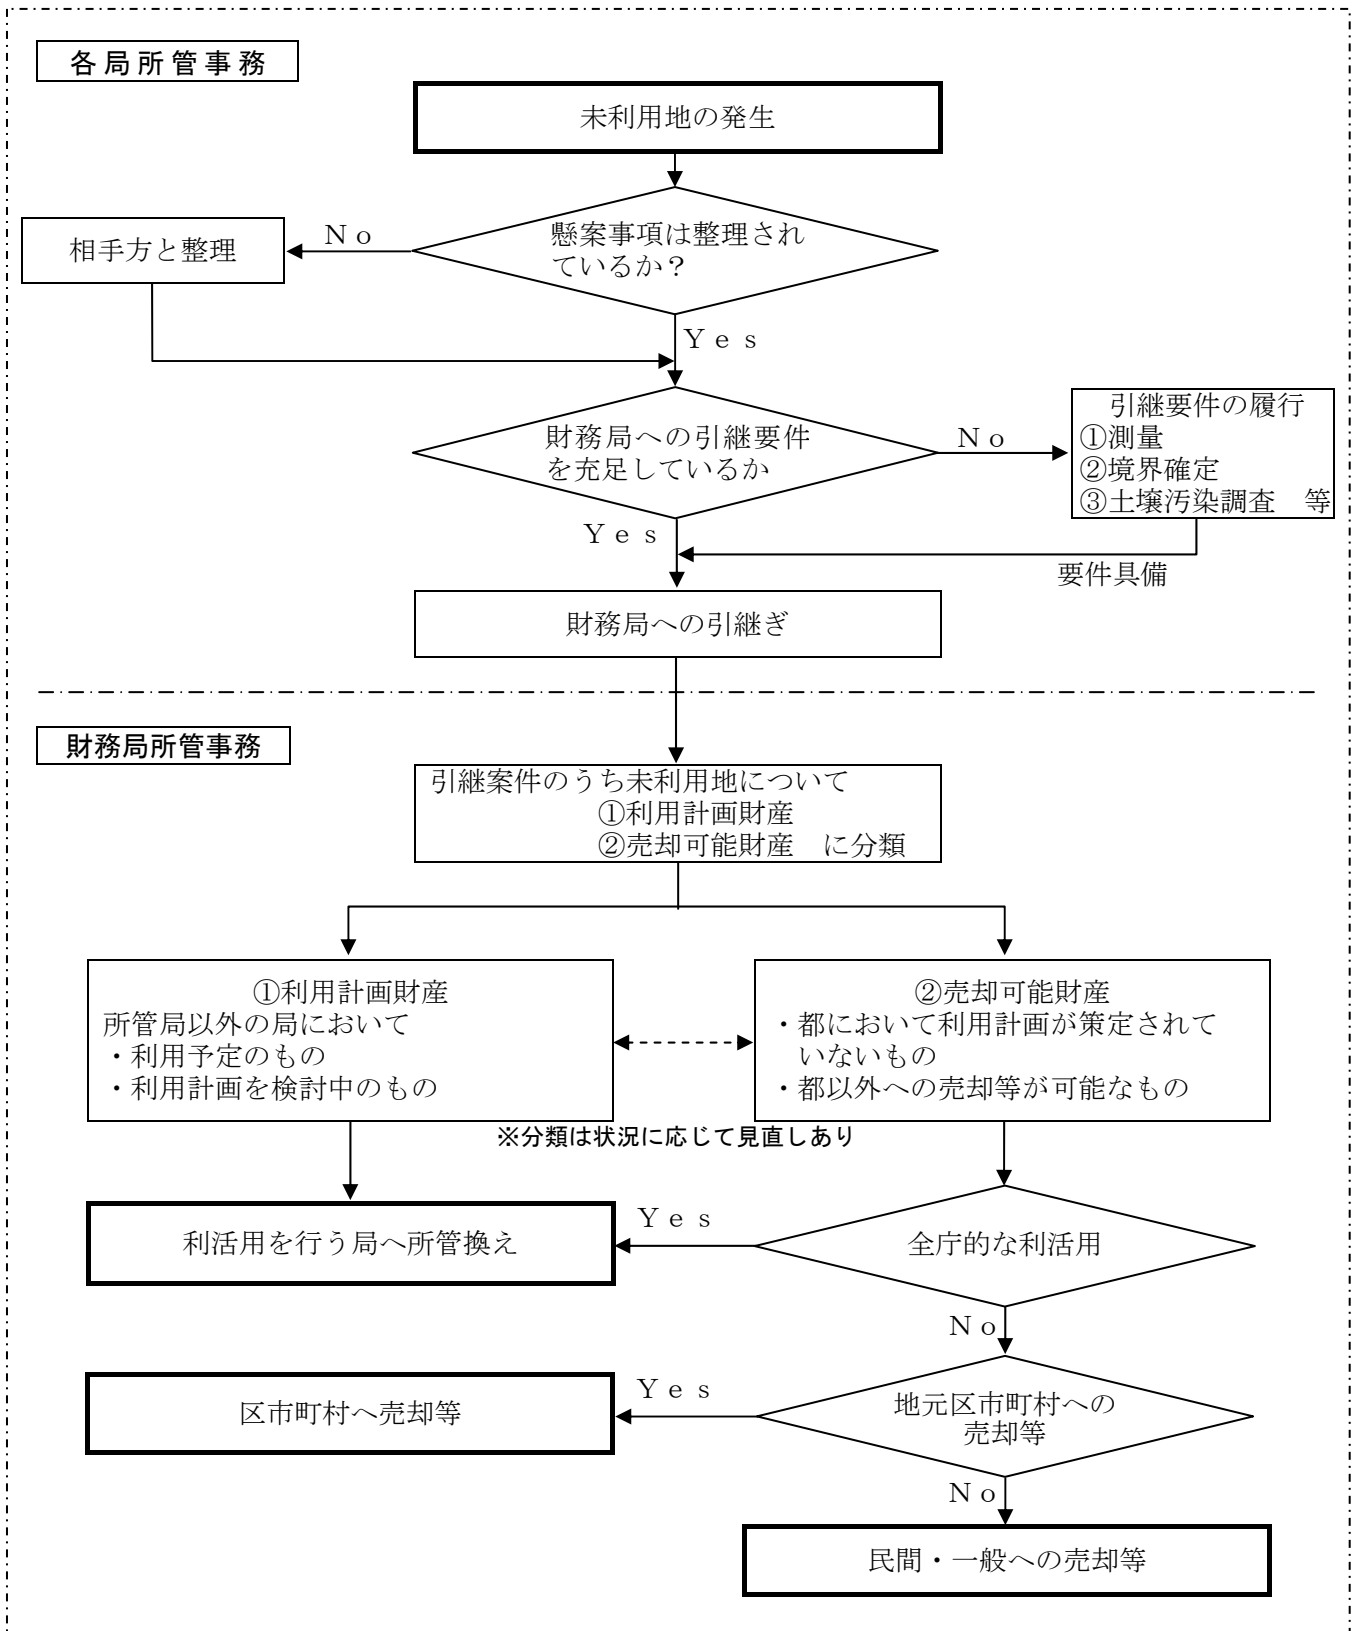 各局所管事務
未利用地の発生
懸案事項は整理され
ているか？
Ｎｏ
相手方と整理
Ｙｅｓ
財務局への引継要件
を充足しているか
Ｎｏ
引継要件の履行
①測量
②境界確定
③土壌汚染調査　等
Ｙｅｓ
要件具備
財務局への引継ぎ
財務局所管事務
引継案件のうち未利用地について
①利用計画財産
②売却可能財産　に分類
①利用計画財産
所管局以外の局において
・利用予定のもの
・利用計画を検討中のもの
②売却可能財産
・都において利用計画が策定されて
いないもの
・都以外への売却等が可能なもの
※分類は状況に応じて見直しあり
利活用を行う局へ所管換え
Ｙｅｓ
全庁的な利活用
Ｎｏ
区市町村へ売却等
Ｙｅｓ
地元区市町村への
売却等
Ｎｏ
民間・一般への売却等